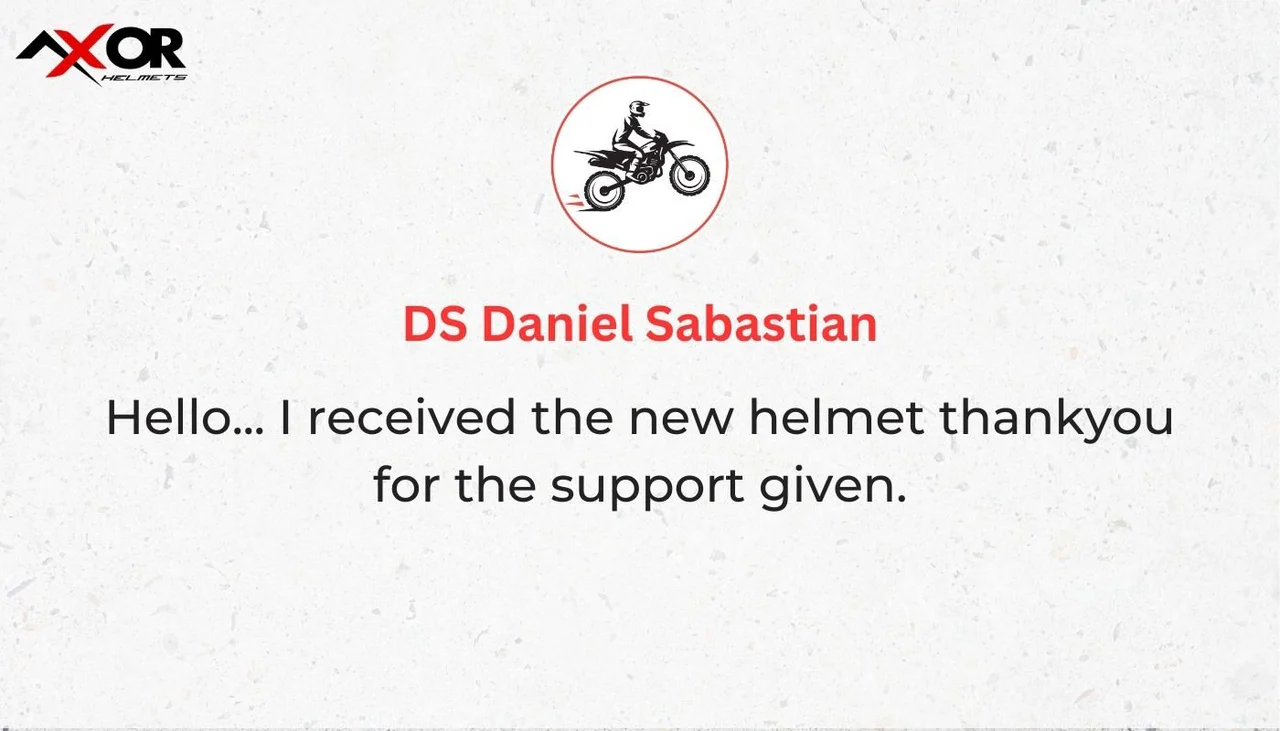 AXOR
HELMETS
DS Daniel Sabastian
Hello... I received the new helmet thankyou
for the support given.